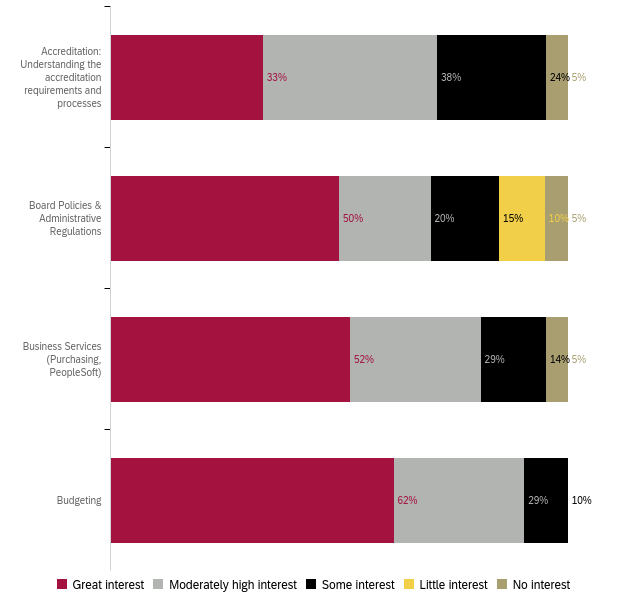 Accreditation:
Understanding the
accreditation
requirements and
processes
33%
38%
24%
5%
Board Policies &
Administrative
Regulations
50%
20%
15%
10%
5%
Business Services
(Purchasing,
PeopleSoft)
52%
29%
14%
5%
Budgeting
62%
29%
10%
Great interest
Moderately high interest
Some interest
Little interest
No interest